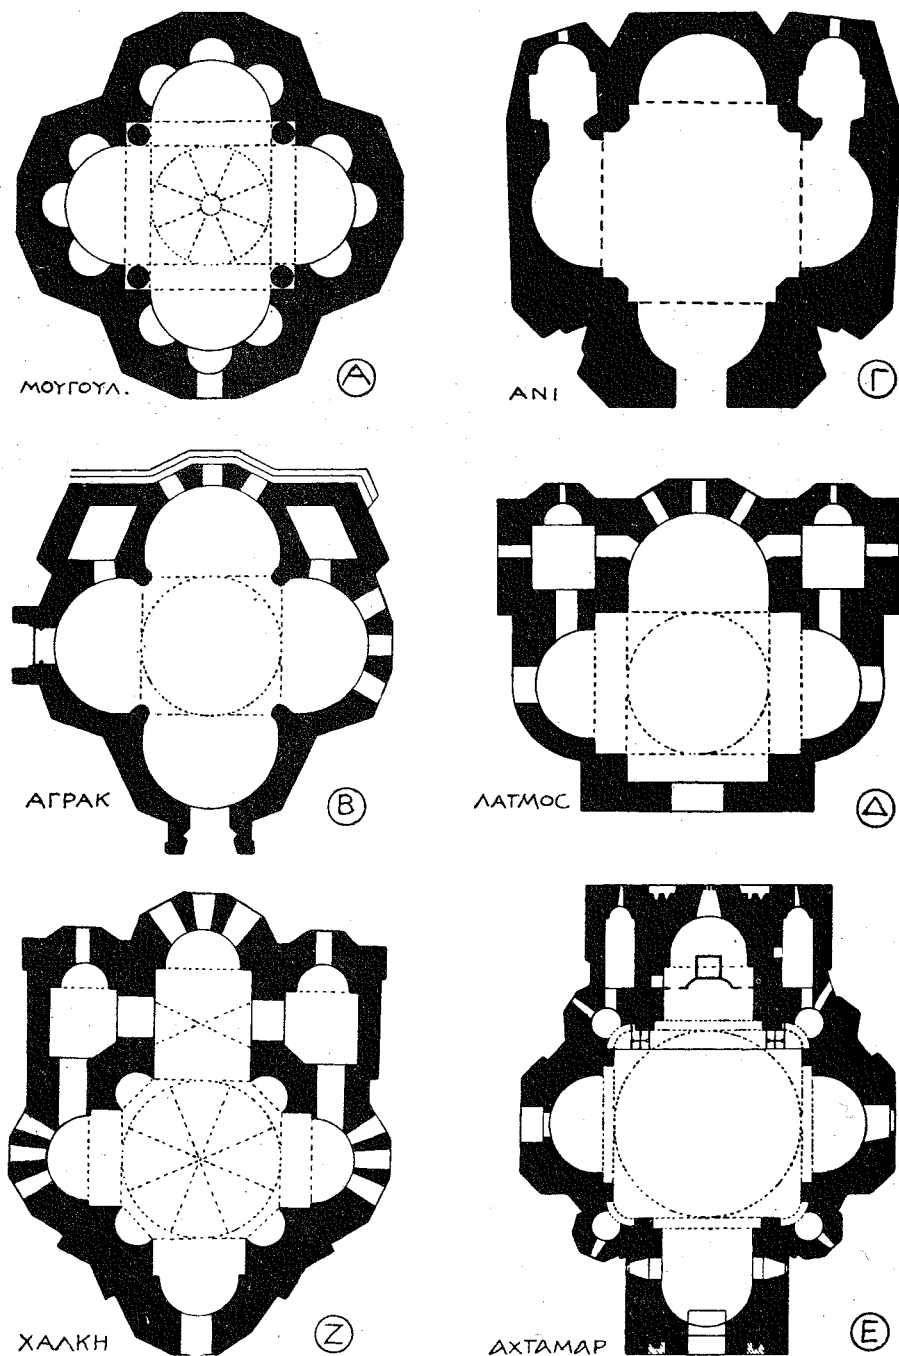 ΜΟΥΓΟΥΛ. Α
ΑΝΙ Γ
ΑΓΡΑΚ Β
ΛΑΤΜΟC Δ
ΧΑΛΚΗ Ζ
ΑΧΤΑΜΑΡ Ε